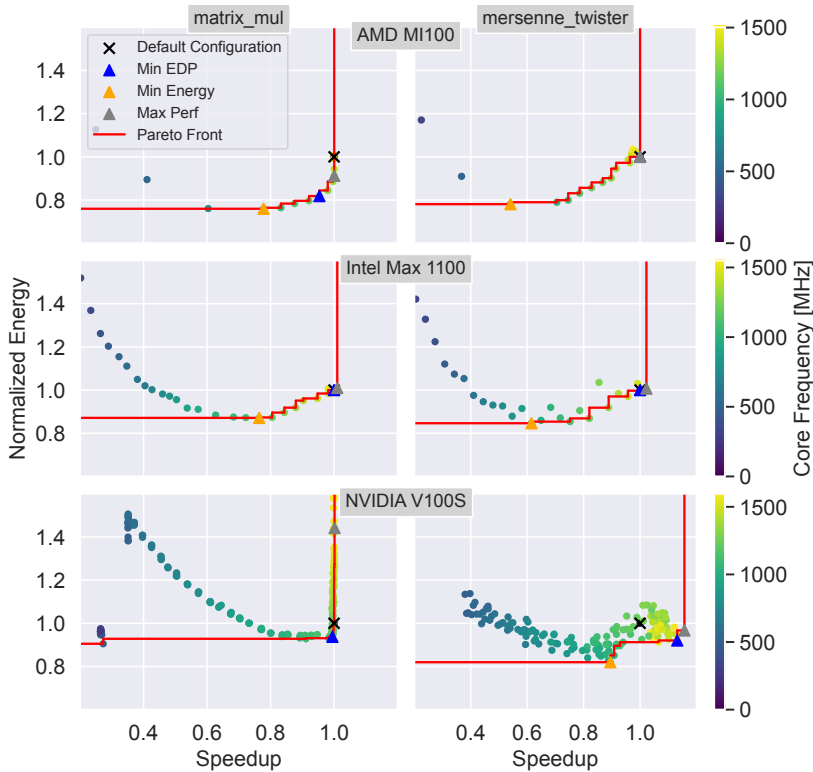 matrix_mul
mersenne_twister
AMD MI100
Default Configuration
Min EDP
Min Energy
Max Perf
Pareto Front
1.4
1.2
1.0
0.8
1500
1000
500
0
Intel Max 1100
1.4
1.2
1.0
0.8
1500
1000
500
0
Normalized Energy
Core Frequency [MHz]
NVIDIA V100S
1.4
1.2
1.0
0.8
1500
1000
500
0
0.4 0.6 0.8 1.0
0.4 0.6 0.8 1.0
Speedup
Speedup